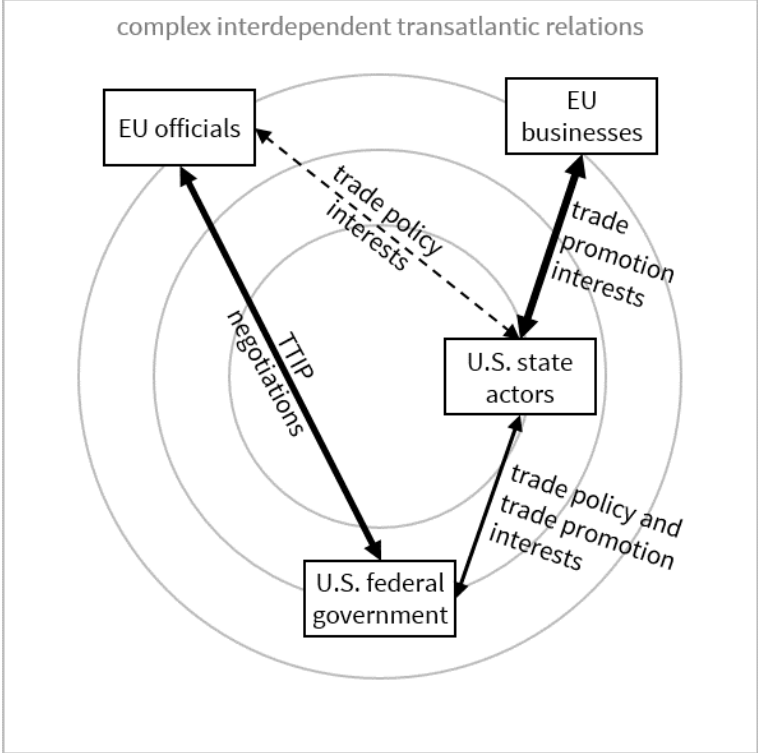 complex interdependent transatlantic relations
EU officials
EU
businesses
trade policy
interests
trade
promotion
interests
TTIP
negotiations
U.S. state
actors
trade policy and
trade promotion
interests
U.S. federal
government